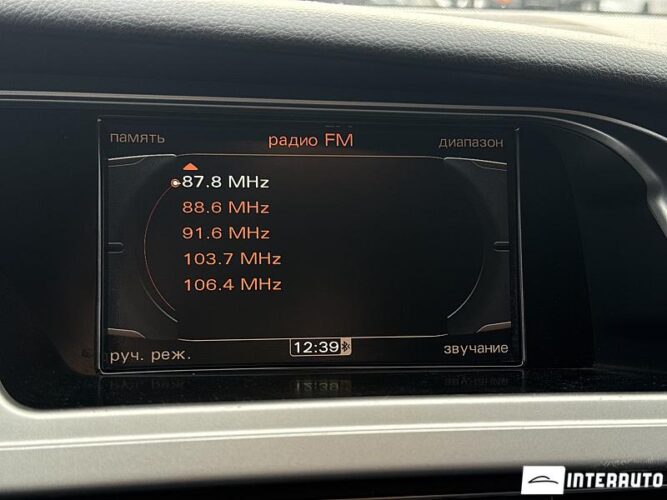 память радио FM диапазон
87.8 MHz
88.6 MHz
91.6 MHz
103.7 MHz
106.4 MHz
руч. реж. 12:39 звучание
INTERAUTO